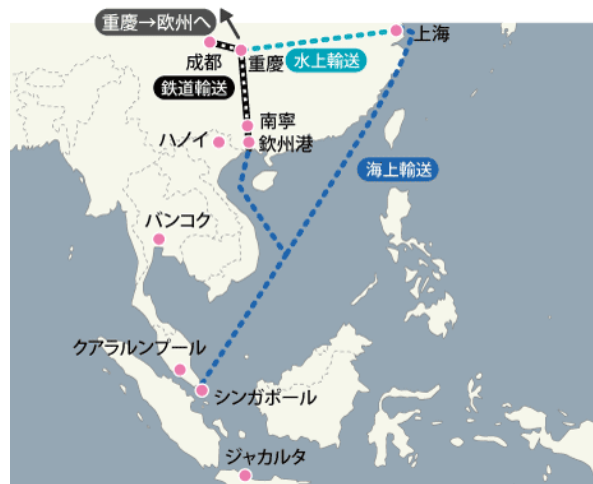 重慶→欧州へ
上海
成都
重慶
水上輸送
鉄道輸送
南寧
ハノイ
欽州港
海上輸送
バンコク
クアラルンプール
シンガポール
ジャカルタ